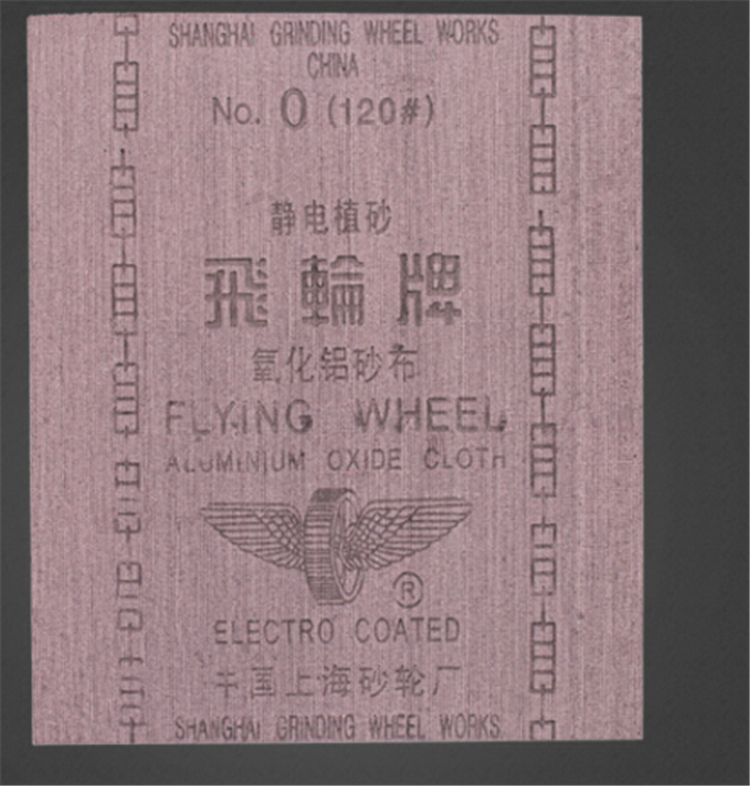 SHANGHAI GRINDING WHEEL WORKS
CHINA
No. 0 (120#)
静电植砂
飛輪牌
氧化铝砂布
FLYING WHEEL
ALUMINIUM OXIDE CLOTH
®
ELECTRO COATED
中国上海砂轮厂
SHANGHAI GRINDING WHEEL WORKS